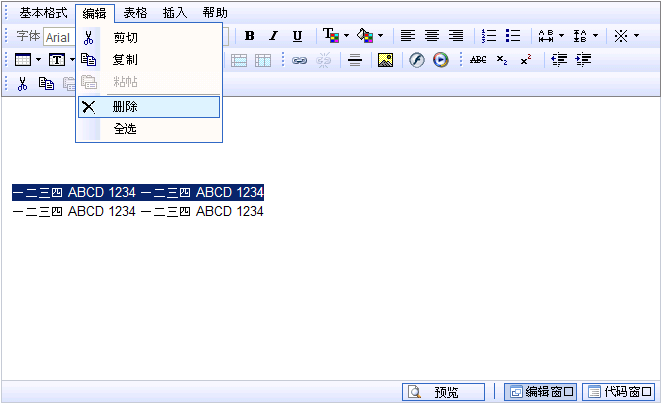 基本格式 编辑 表格 插入 帮助
字体 Arial B I U T A B A B ※
T
ABC x₂ x²
剪切
复制
粘帖
删除
全选
一二三四 ABCD 1234 一二三四 ABCD 1234
一二三四 ABCD 1234 一二三四 ABCD 1234
预览 编辑窗口 代码窗口